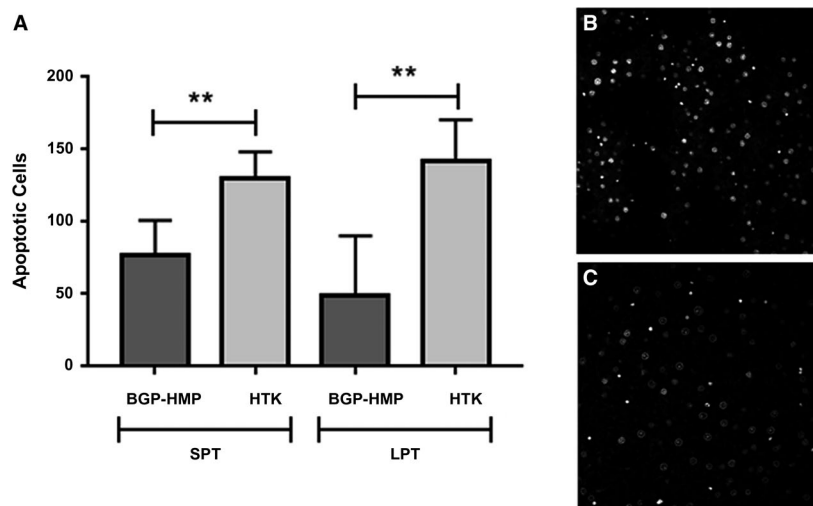 A
Apoptotic Cells
200
150
100
50
0
**
**
BGP-HMP HTK BGP-HMP HTK
SPT LPT
B
C